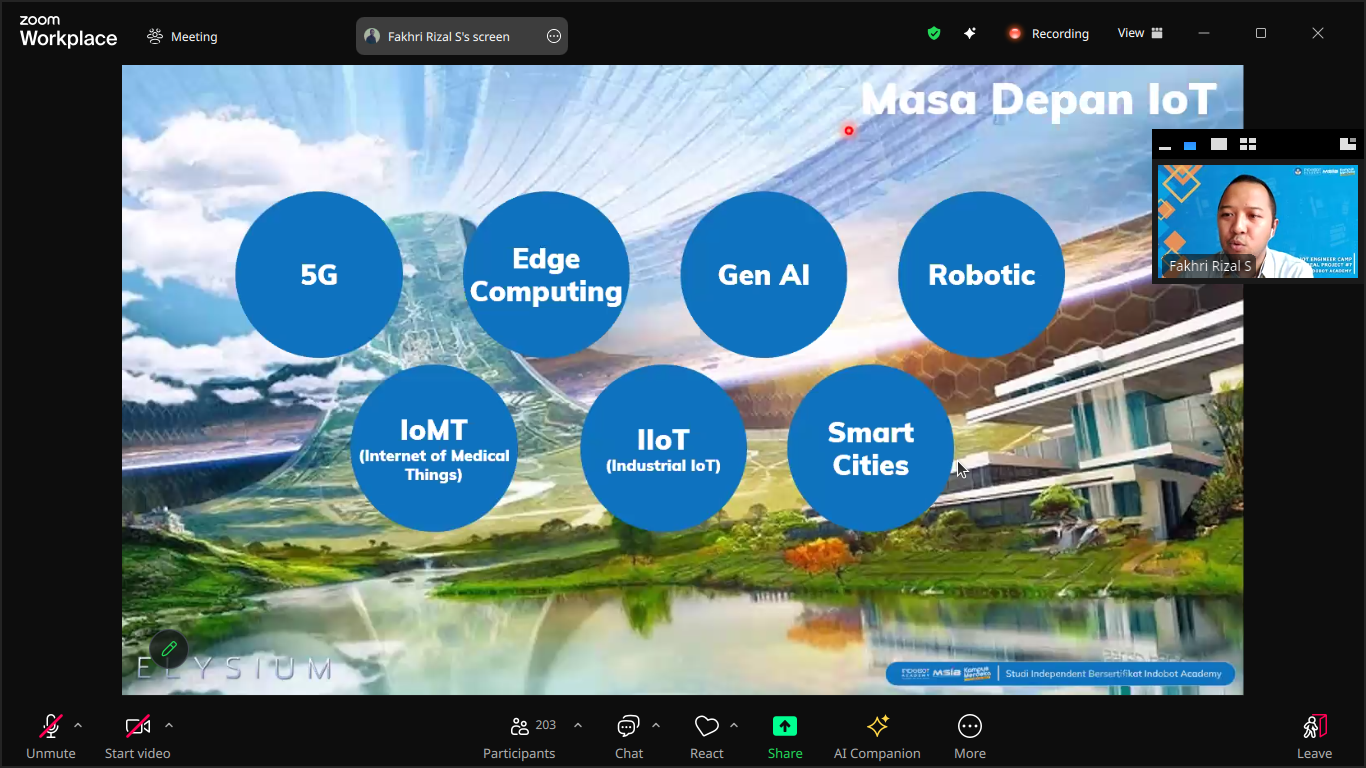 zoom
Workplace
Meeting
Fakhri Rizal S's screen
Recording
View
Masa Depan IoT
5G
Edge
Computing
Gen AI
Robotic
Fakhri Rizal S
IoMT
(Internet of Medical
Things)
IIoT
(Industrial IoT)
Smart
Cities
ELYSIUM
INDOBOT
ACADEMY
MSIB
Kampus
Merdeka
Studi Independent Bersertifikat Indobot Academy
Unmute
Start video
203
Participants
Chat
React
Share
AI Companion
More
Leave